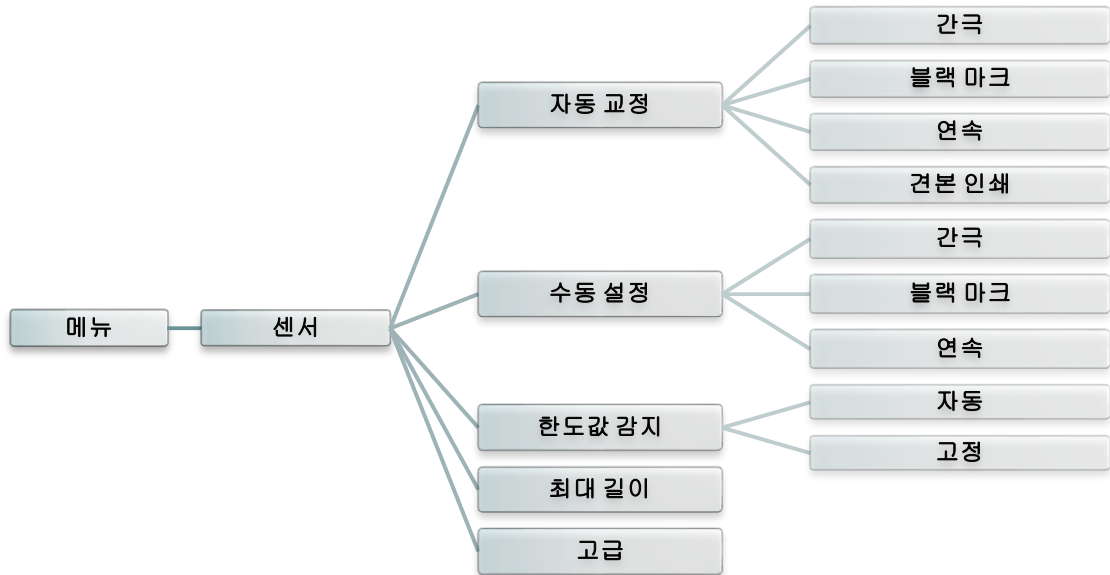 메뉴
센서
자동 교정
간극
블랙 마크
연속
견본 인쇄
수동 설정
간극
블랙 마크
연속
한도값 감지
자동
고정
최대 길이
고급